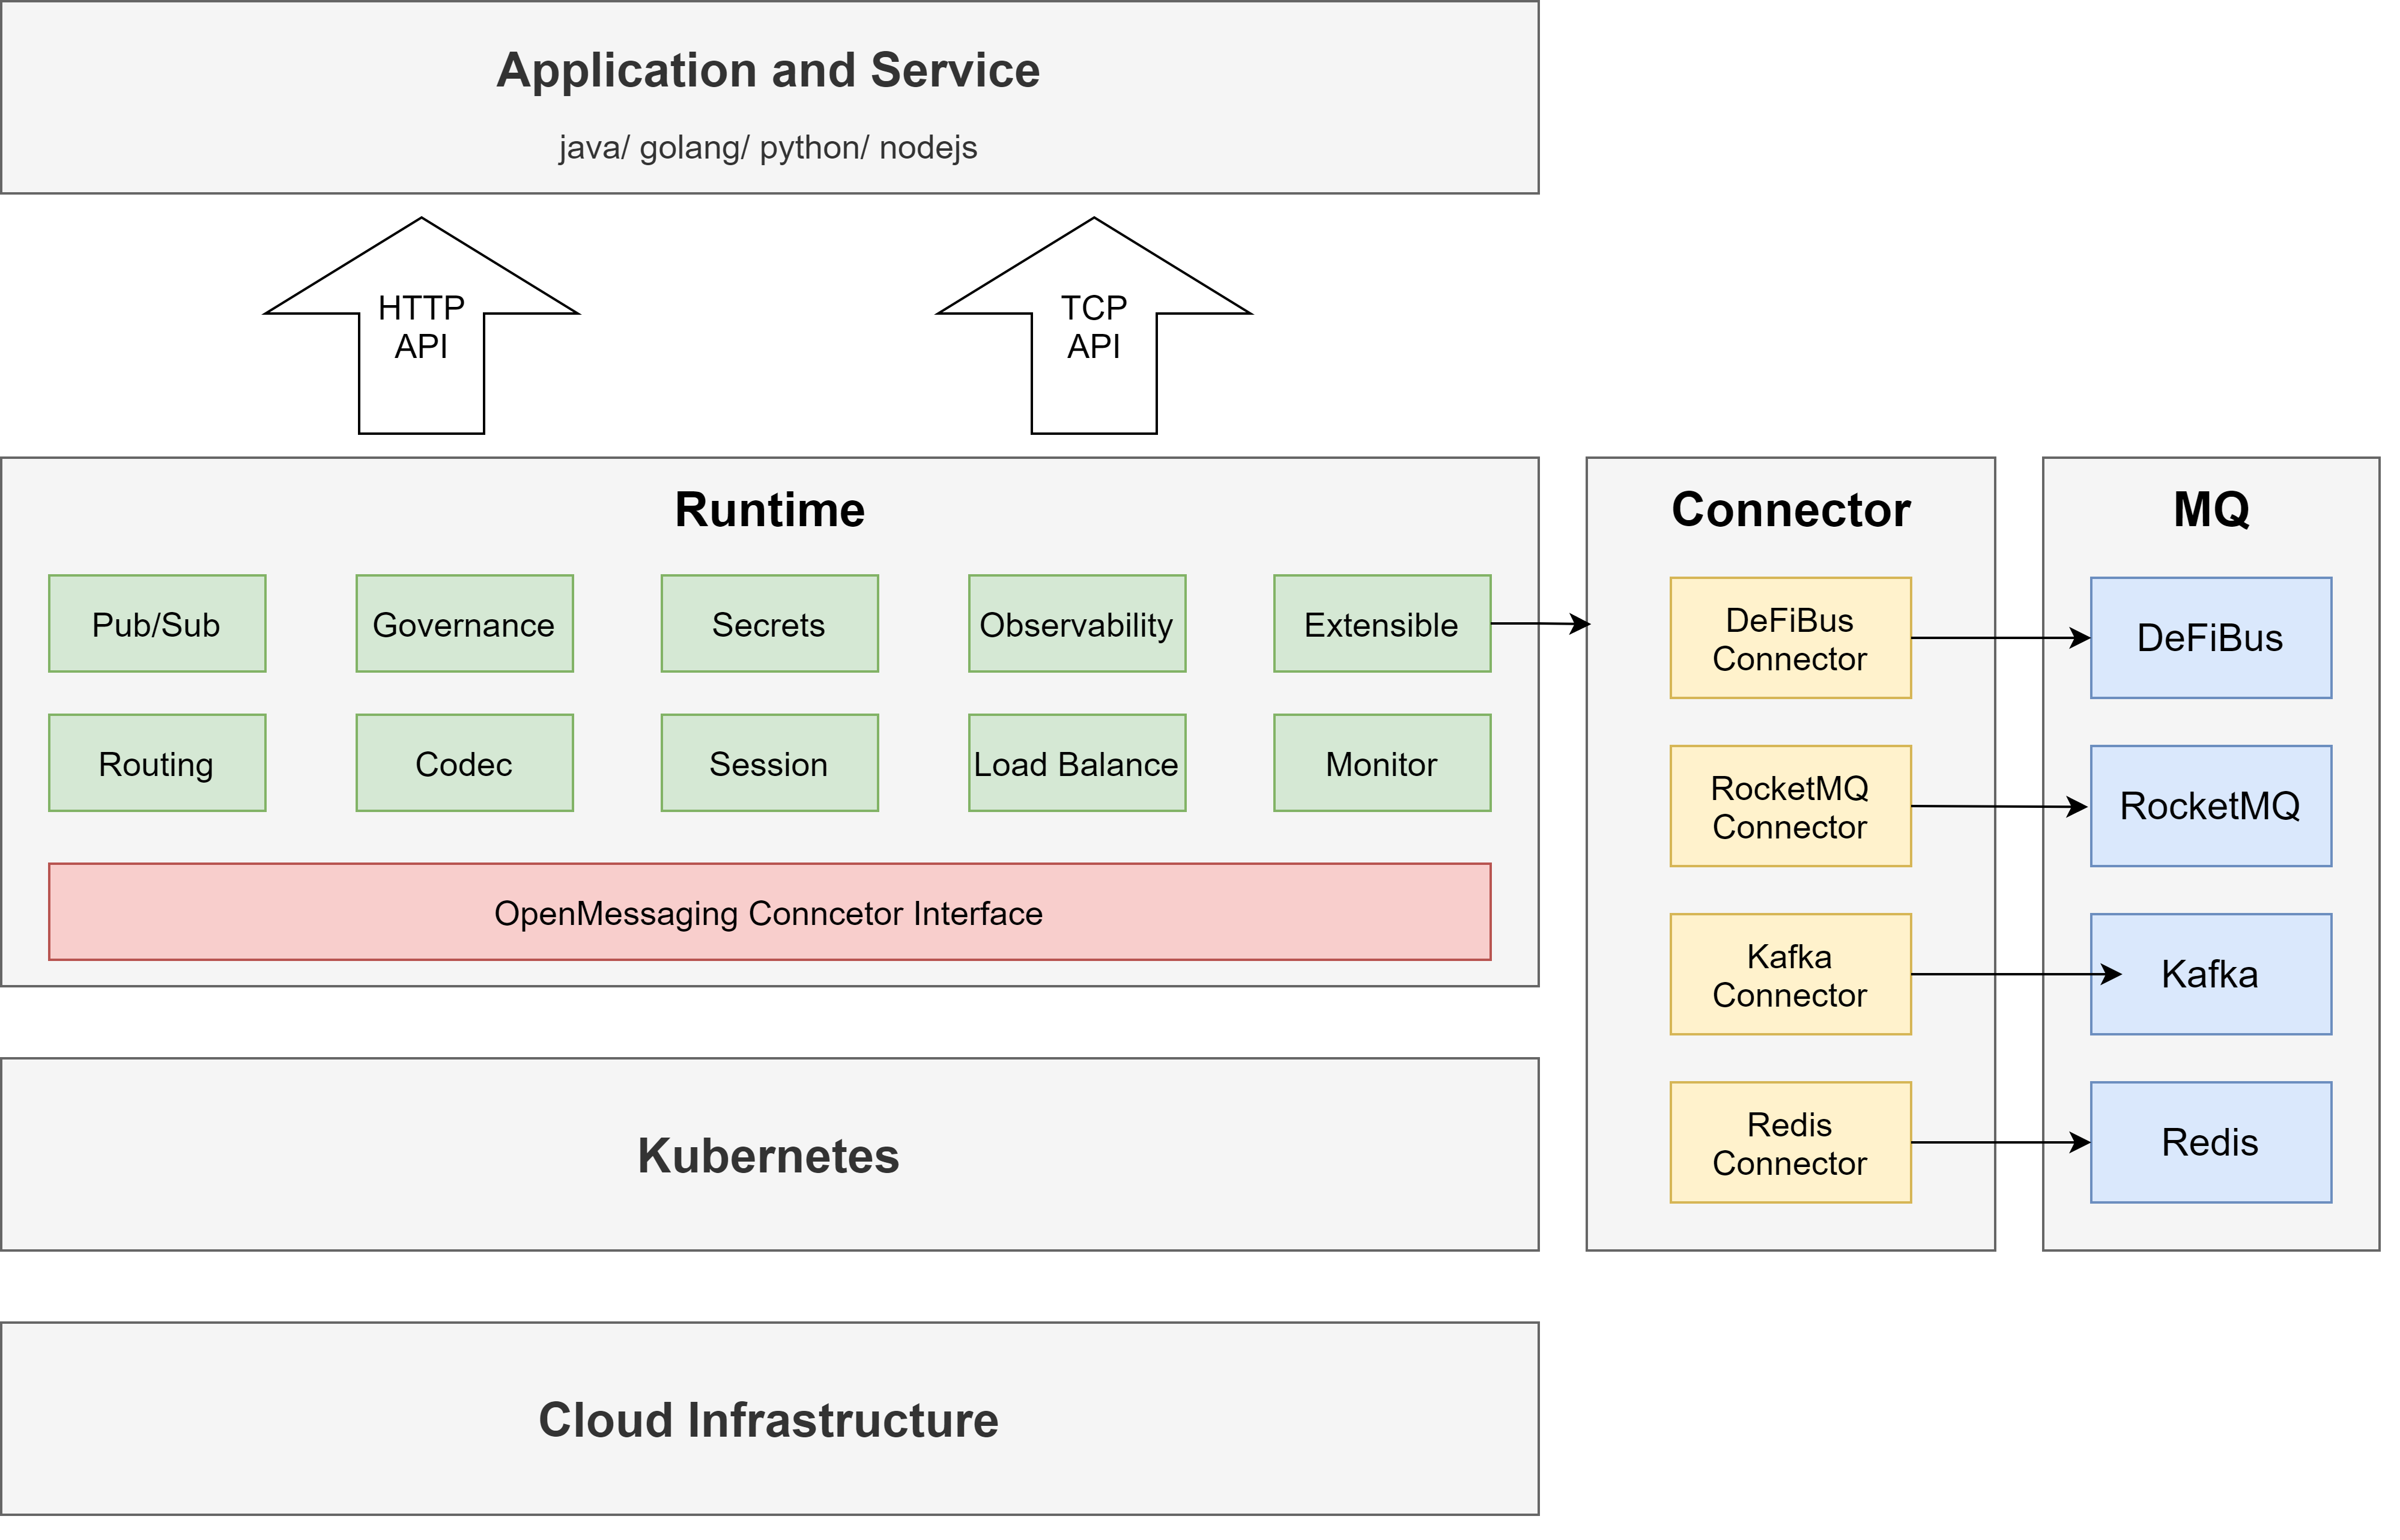 Application and Service
java/ golang/ python/ nodejs
HTTP
API
TCP
API
Runtime
Pub/Sub
Governance
Secrets
Observability
Extensible
Routing
Codec
Session
Load Balance
Monitor
OpenMessaging Conncetor Interface
Connector
DeFiBus
Connector
RocketMQ
Connector
Kafka
Connector
Redis
Connector
MQ
DeFiBus
RocketMQ
Kafka
Redis
Kubernetes
Cloud Infrastructure